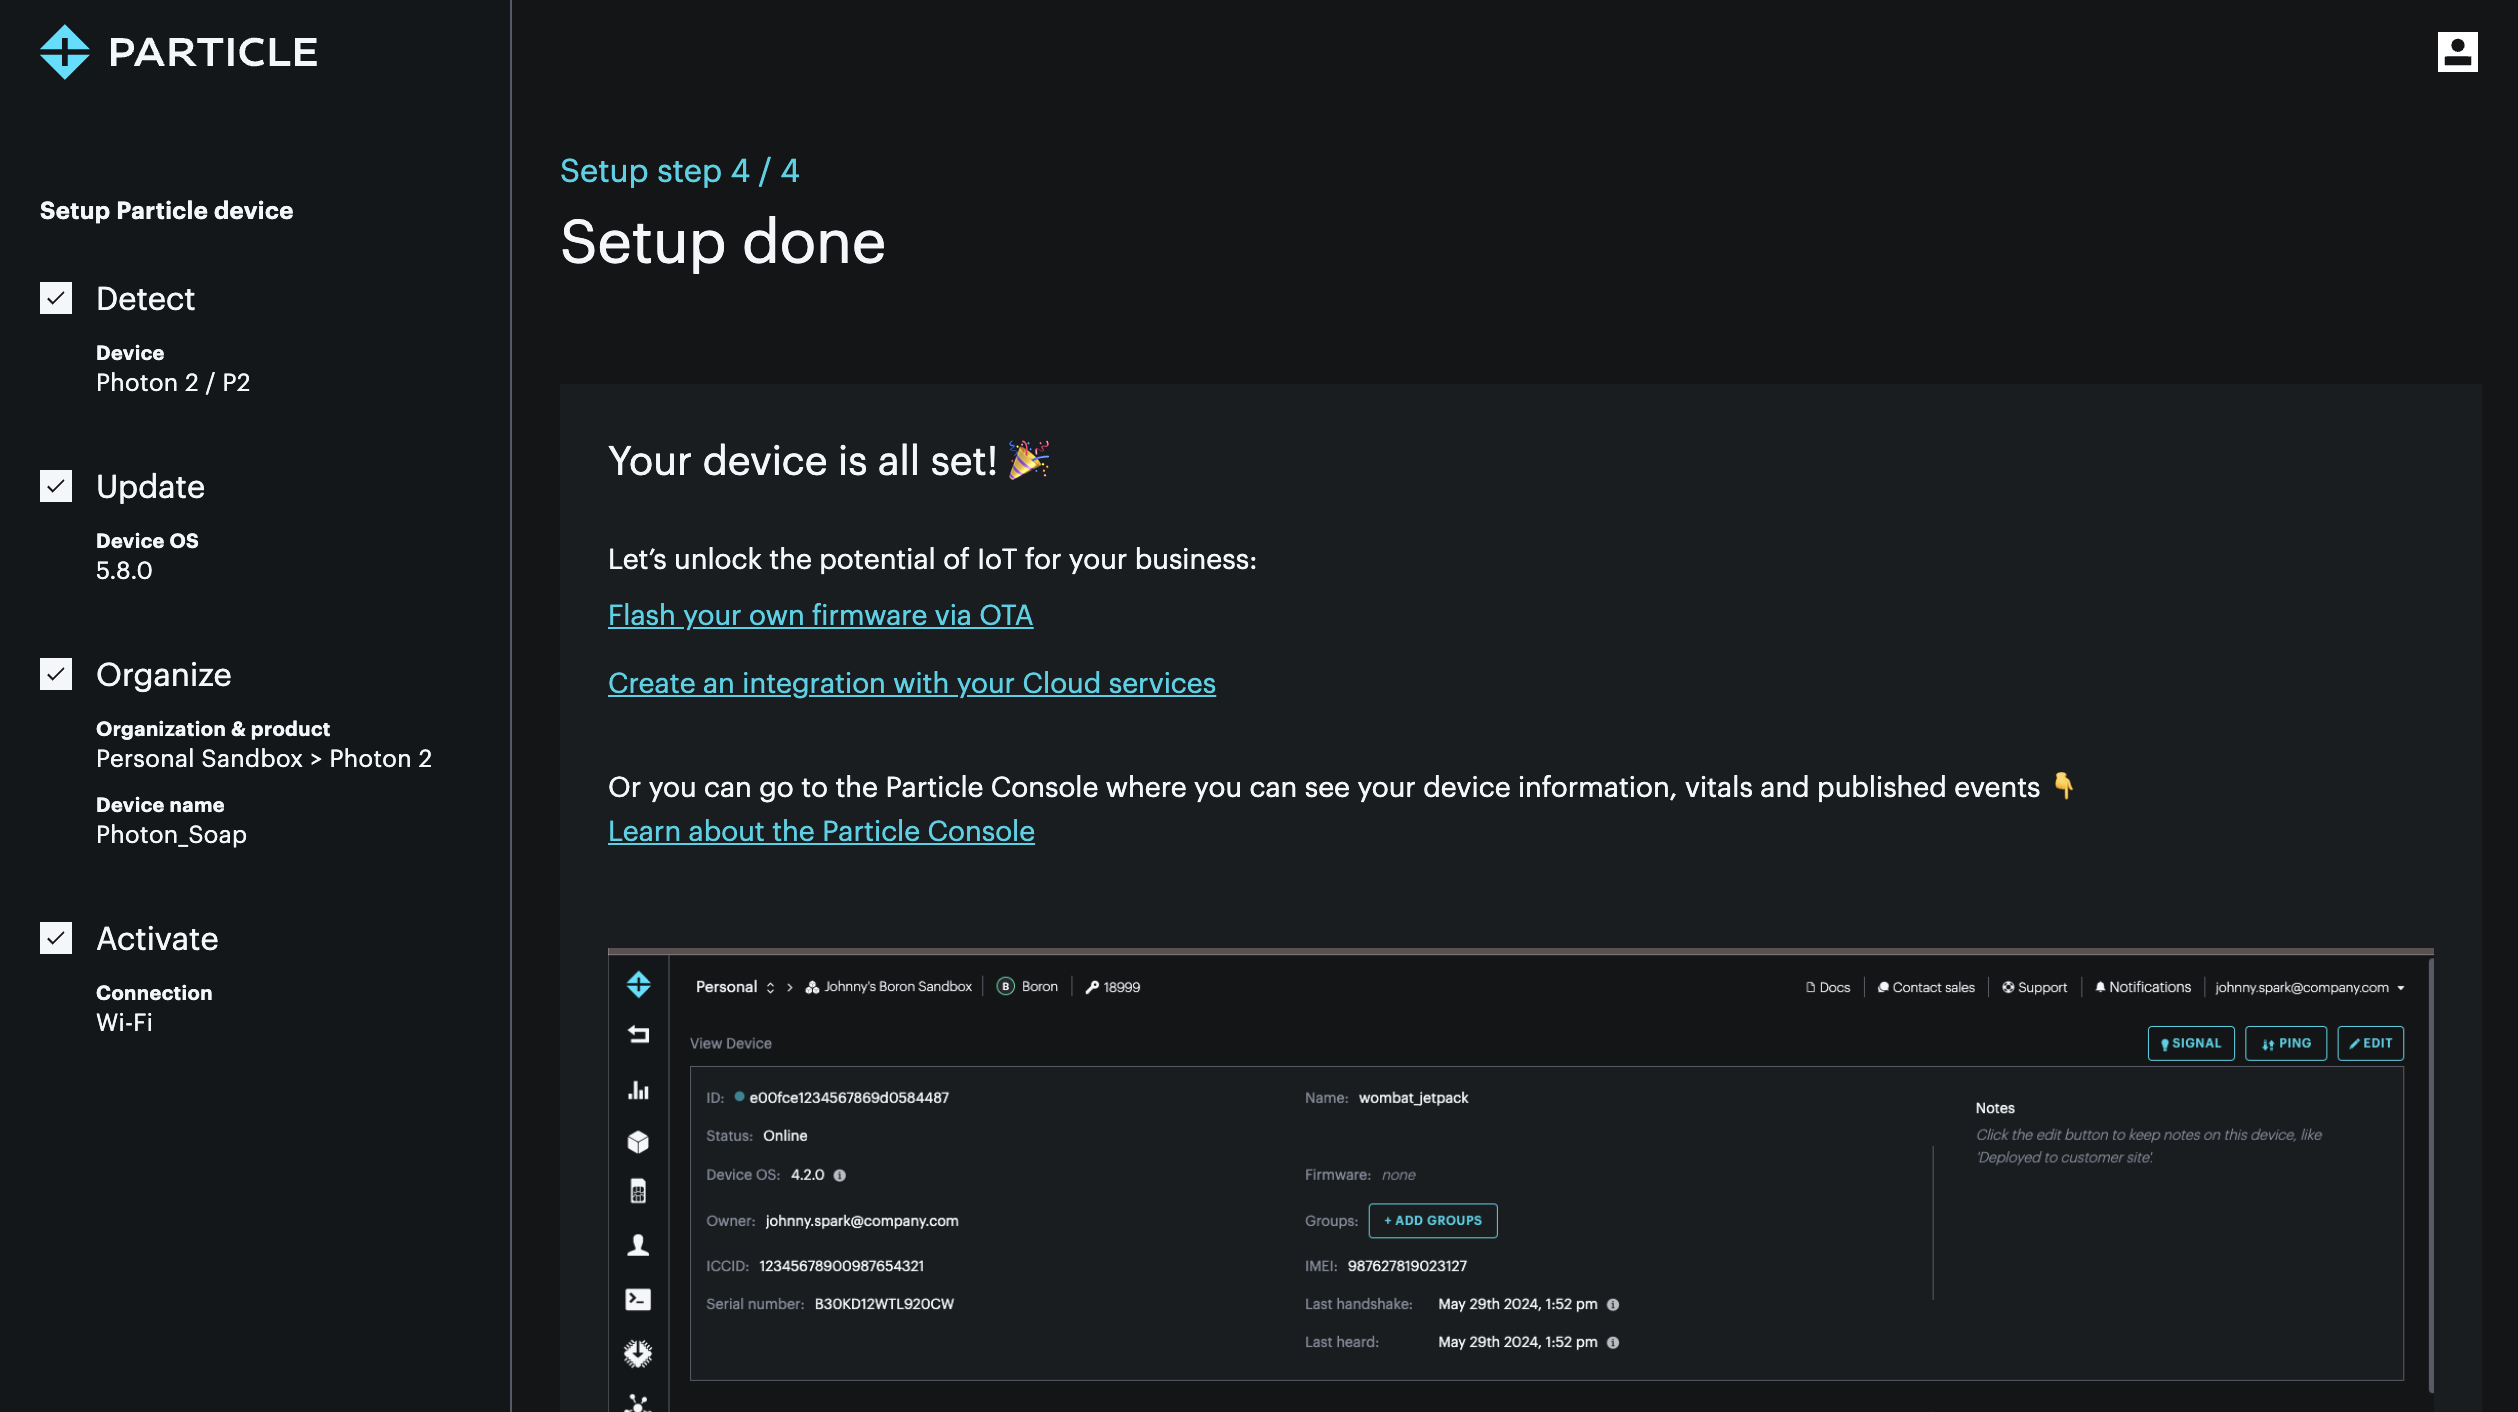 PARTICLE
Setup Particle device
Detect
Device
Photon 2 / P2
Update
Device OS
5.8.0
Organize
Organization & product
Personal Sandbox > Photon 2
Device name
Photon_Soap
Activate
Connection
Wi-Fi
Setup step 4 / 4
Setup done
Your device is all set! 🎉
Let’s unlock the potential of IoT for your business:
Flash your own firmware via OTA
Create an integration with your Cloud services
Or you can go to the Particle Console where you can see your device information, vitals and published events 👇
Learn about the Particle Console
Personal > Johnny's Boron Sandbox B Boron 18999 Docs Contact sales Support Notifications johnny.spark@company.com
View Device SIGNAL PING EDIT
ID: e00fce1234567869d0584487 Name: wombat_jetpack
Notes
Click the edit button to keep notes on this device, like
'Deployed to customer site'.
Status: Online
Device OS: 4.2.0 Firmware: none
Owner: johnny.spark@company.com Groups: + ADD GROUPS
ICCID: 12345678900987654321 IMEI: 987627819023127
Serial number: B30KD12WTL920CW Last handshake: May 29th 2024, 1:52 pm
Last heard: May 29th 2024, 1:52 pm